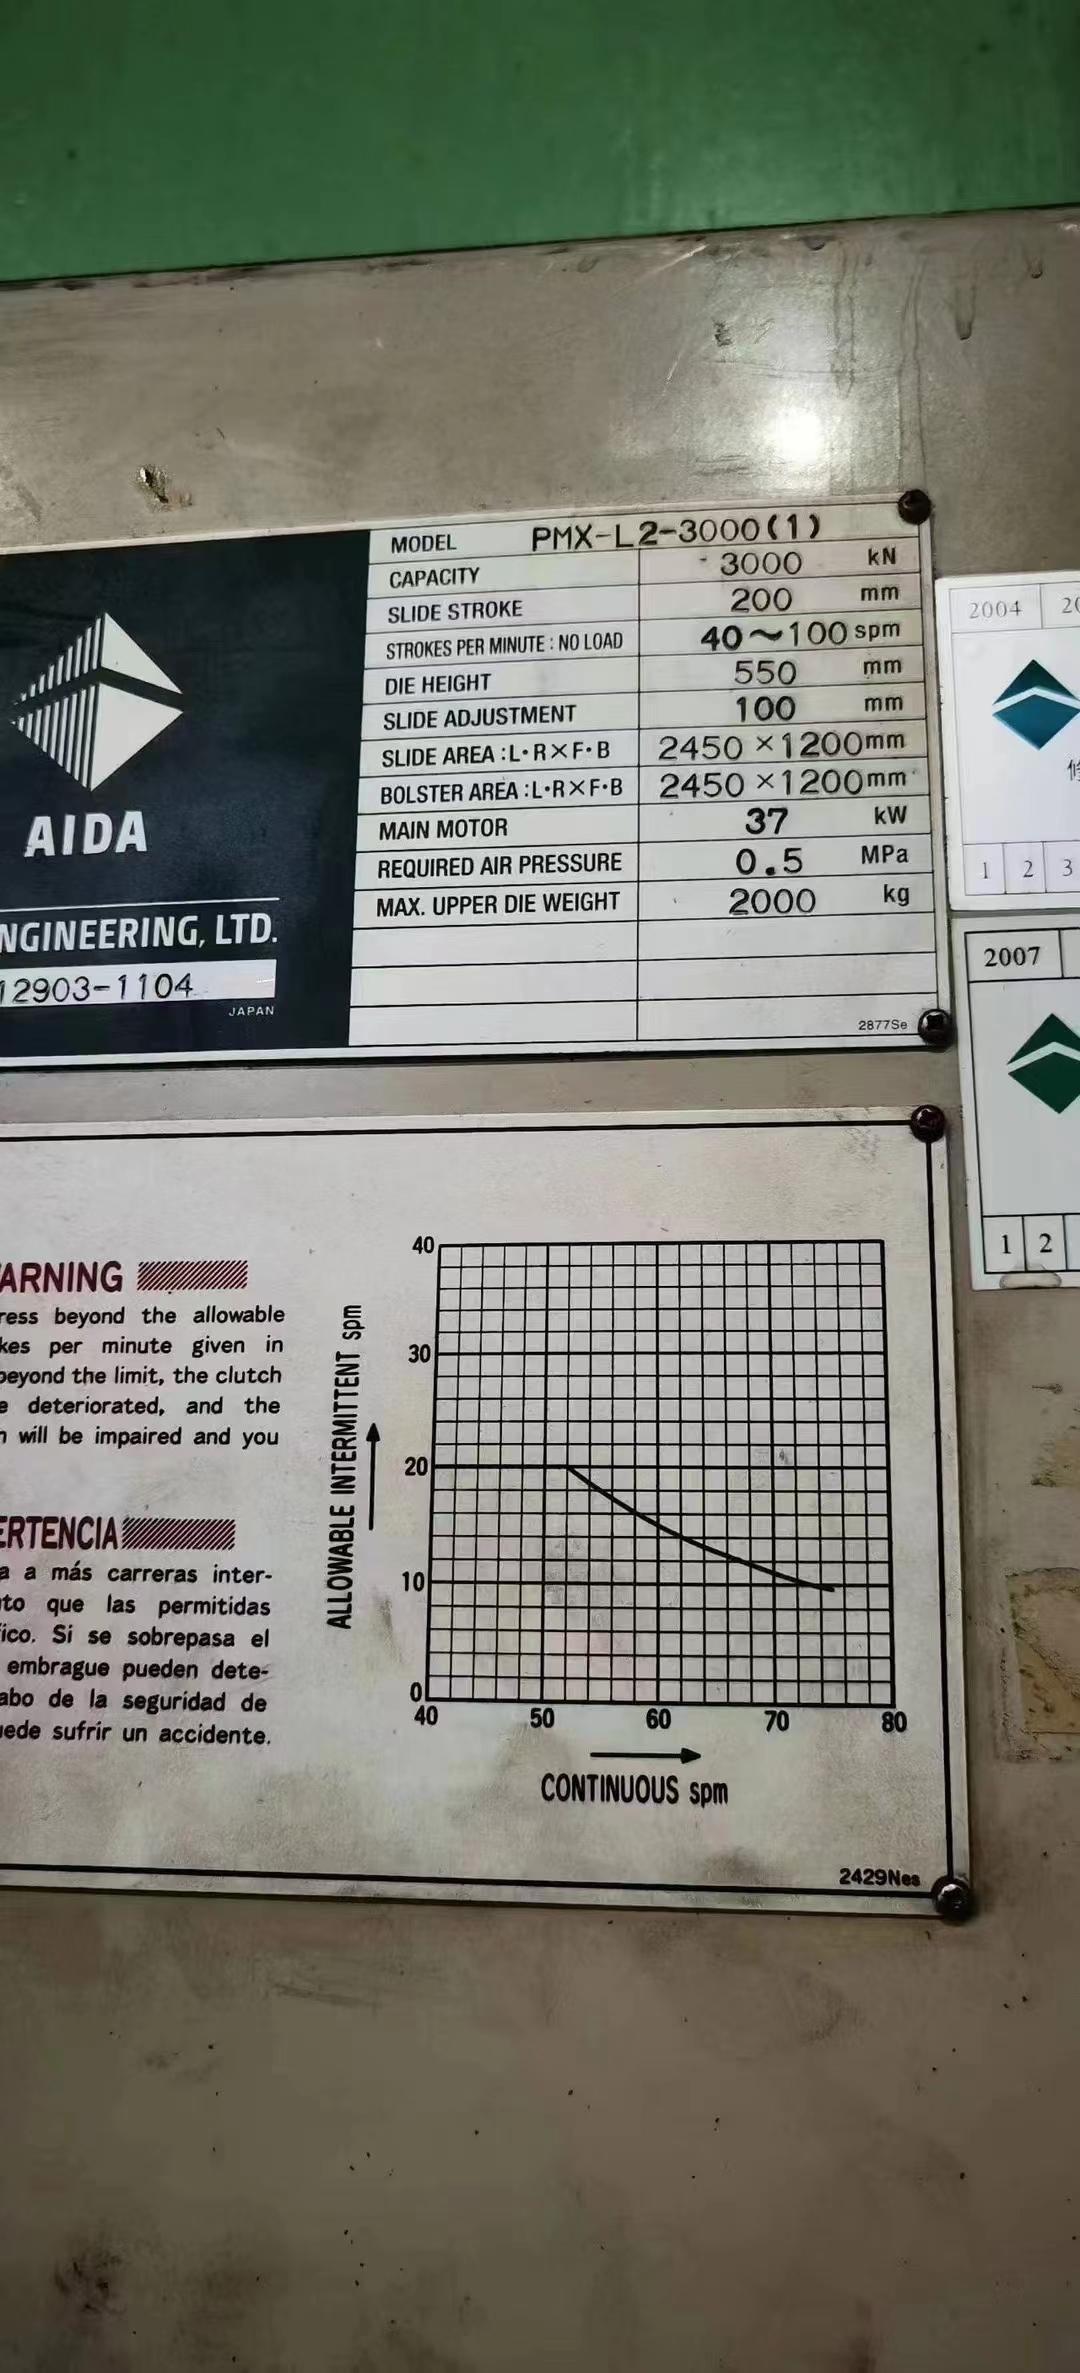 MODEL PMX-L2-3000(1)
CAPACITY 3000 kN
SLIDE STROKE 200 mm
STROKES PER MINUTE : NO LOAD 40~100 spm
DIE HEIGHT 550 mm
SLIDE ADJUSTMENT 100 mm
SLIDE AREA : L·R×F·B 2450 ×1200mm
BOLSTER AREA : L·R×F·B 2450 ×1200mm
MAIN MOTOR 37 kW
REQUIRED AIR PRESSURE 0.5 MPa
MAX. UPPER DIE WEIGHT 2000 kg
2877Se
AIDA
NGINEERING, LTD.
12903-1104
JAPAN
2004
1 2 3
2007
1 2
ARNING
ress beyond the allowable
kes per minute given in
beyond the limit, the clutch
e deteriorated, and the
n will be impaired and you
ERTENCIA
a a más carreras inter-
to que las permitidas
fico. Si se sobrepasa el
embrague pueden dete-
abo de la seguridad de
uede sufrir un accidente.
ALLOWABLE INTERMITTENT spm
40
30
20
10
0
40 50 60 70 80
CONTINUOUS spm
2429Nes